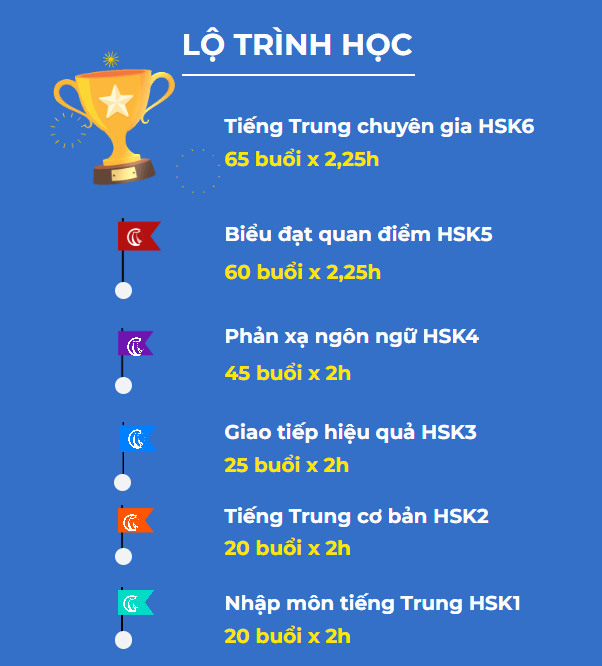 LỘ TRÌNH HỌC
Tiếng Trung chuyên gia HSK6
65 buổi x 2,25h
Biểu đạt quan điểm HSK5
60 buổi x 2,25h
Phản xạ ngôn ngữ HSK4
45 buổi x 2h
Giao tiếp hiệu quả HSK3
25 buổi x 2h
Tiếng Trung cơ bản HSK2
20 buổi x 2h
Nhập môn tiếng Trung HSK1
20 buổi x 2h